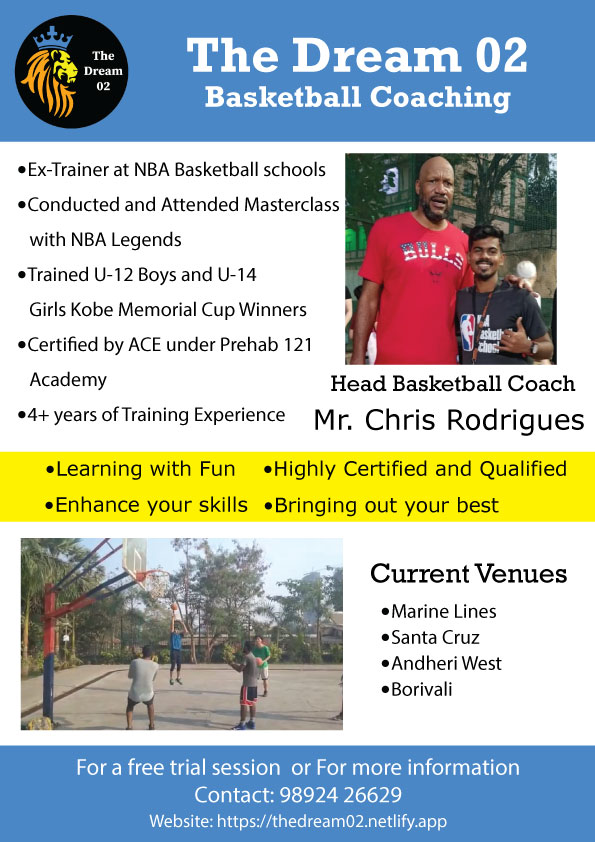 The
Dream
02
The Dream 02
Basketball Coaching
•Ex-Trainer at NBA Basketball schools
•Conducted and Attended Masterclass
with NBA Legends
•Trained U-12 Boys and U-14
Girls Kobe Memorial Cup Winners
•Certified by ACE under Prehab 121
Academy
•4+ years of Training Experience
BULLS
NBA
Basketball
School
Head Basketball Coach
Mr. Chris Rodrigues
•Learning with Fun •Highly Certified and Qualified
•Enhance your skills •Bringing out your best
Current Venues
•Marine Lines
•Santa Cruz
•Andheri West
•Borivali
For a free trial session or For more information
Contact: 98924 26629
Website: https://thedream02.netlify.app